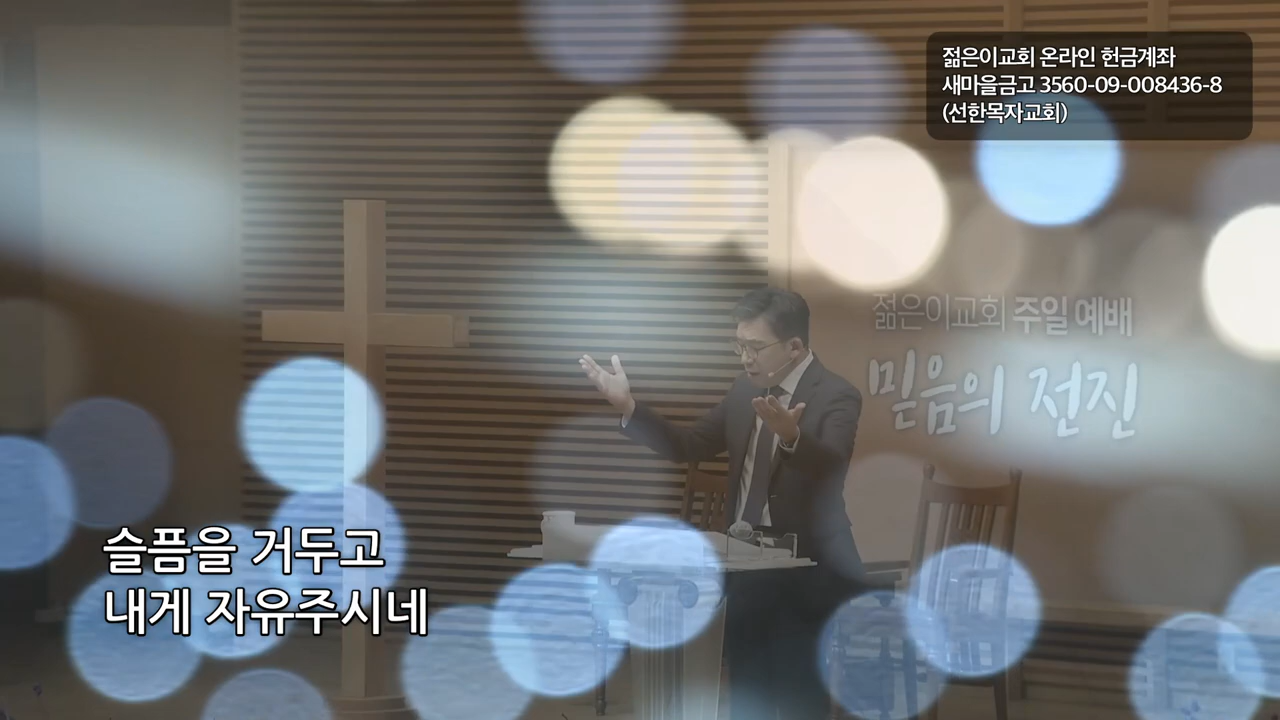 젊은이교회 온라인 헌금계좌
새마을금고 3560-09-008436-8
(선한목자교회)
젊은이교회 주일 예배
믿음의 전진
슬픔을 거두고
내게 자유주시네